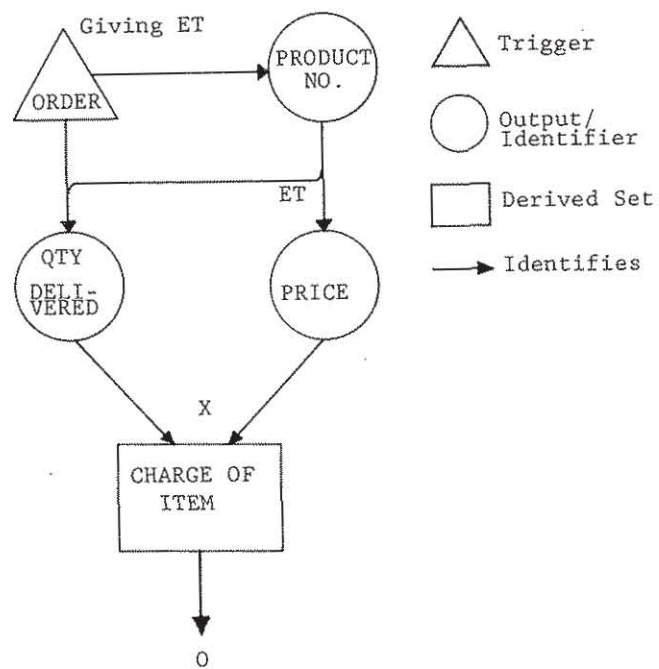 Giving ET
ORDER
PRODUCT
NO.
ET
QTY
DELI-
VERED
PRICE
X
CHARGE OF
ITEM
O
Trigger
Output/
Identifier
Derived Set
Identifies